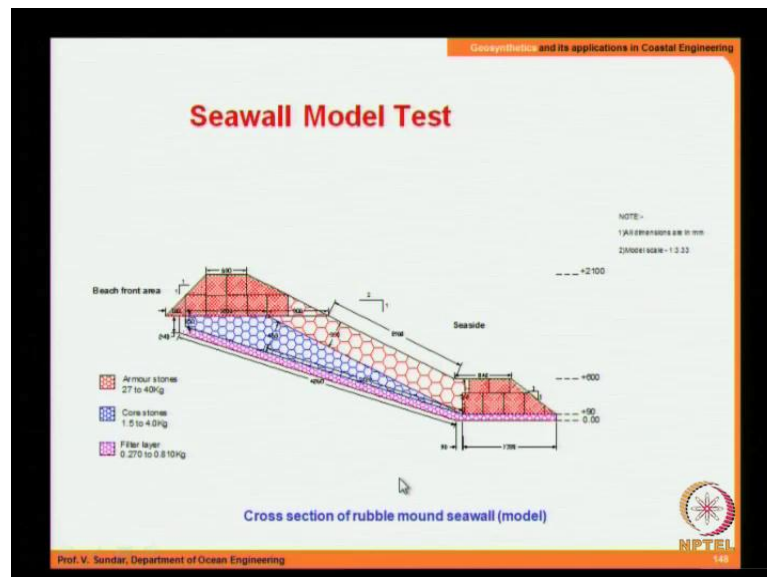 Geosynthetics and its applications in Coastal Engineering
Seawall Model Test
NOTE:-
1)All dimensions are in mm
2)Model scale - 1:3.33
+2100
Beach front area
2
1
Seaside
+600
+90
0.00
Armour stones
27 to 40Kg
Core stones
1.5 to 4.0Kg
Filter layer
0.270 to 0.810Kg
Cross section of rubble mound seawall (model)
NPTEL
Prof. V. Sundar, Department of Ocean Engineering